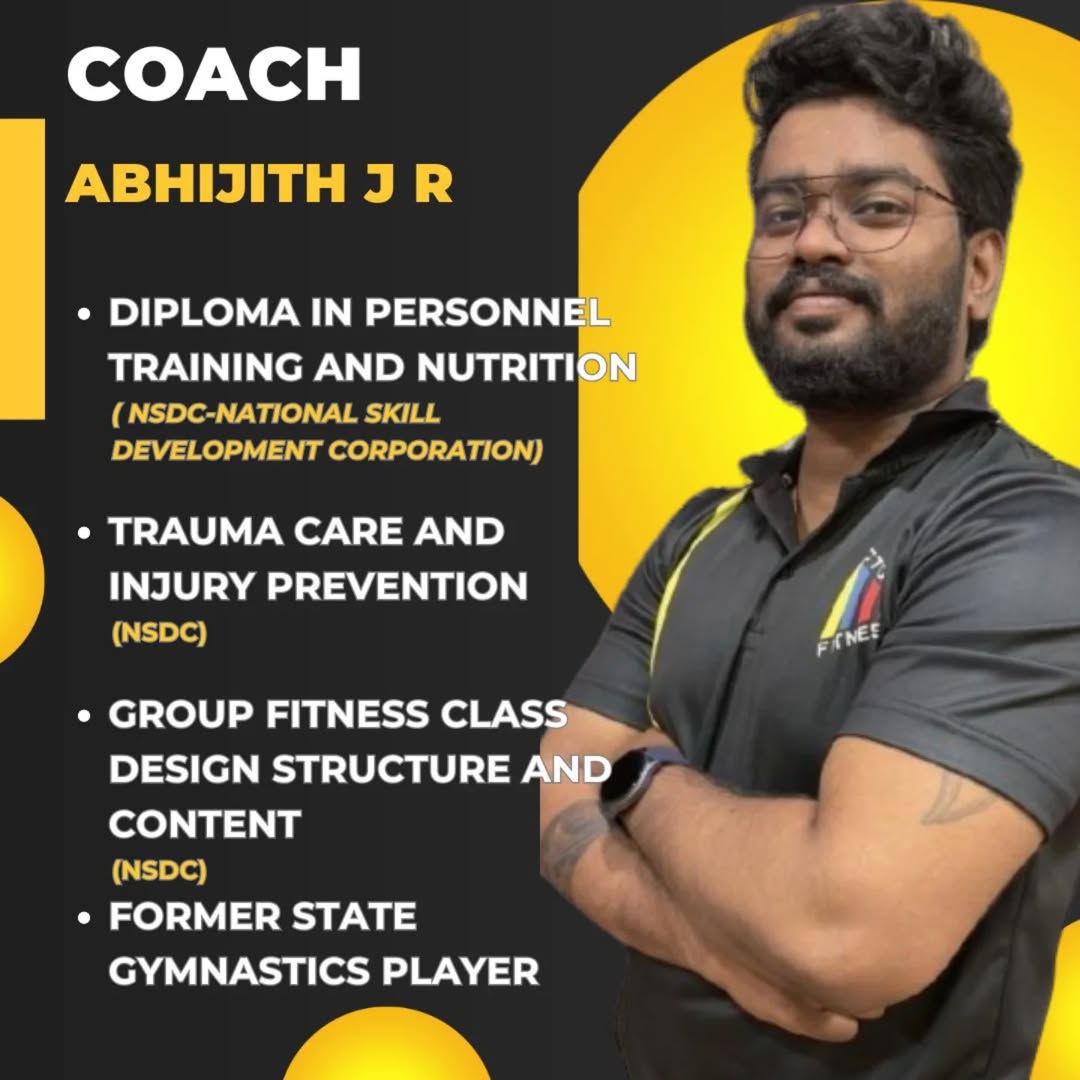 COACH
ABHIJITH J R
• DIPLOMA IN PERSONNEL
TRAINING AND NUTRITION
( NSDC-NATIONAL SKILL
DEVELOPMENT CORPORATION)
• TRAUMA CARE AND
INJURY PREVENTION
(NSDC)
• GROUP FITNESS CLASS
DESIGN STRUCTURE AND
CONTENT
(NSDC)
• FORMER STATE
GYMNASTICS PLAYER